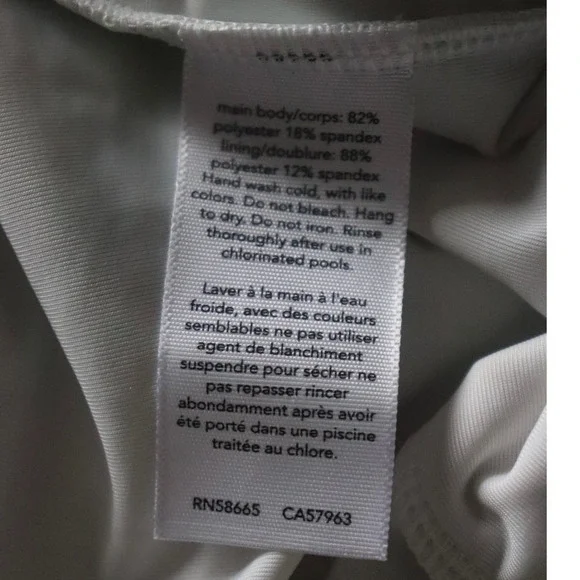 main body/corps: 82%
polyester 18% spandex
lining/doublure: 88%
polyester 12% spandex
Hand wash cold, with like
colors. Do not bleach. Hang
to dry. Do not iron. Rinse
thoroughly after use in
chlorinated pools.
Laver à la main à l'eau
froide, avec des couleurs
semblables ne pas utiliser
agent de blanchiment
suspendre pour sécher ne
pas repasser rincer
abondamment après avoir
été porté dans une piscine
traitée au chlore.
RN58665 CA57963